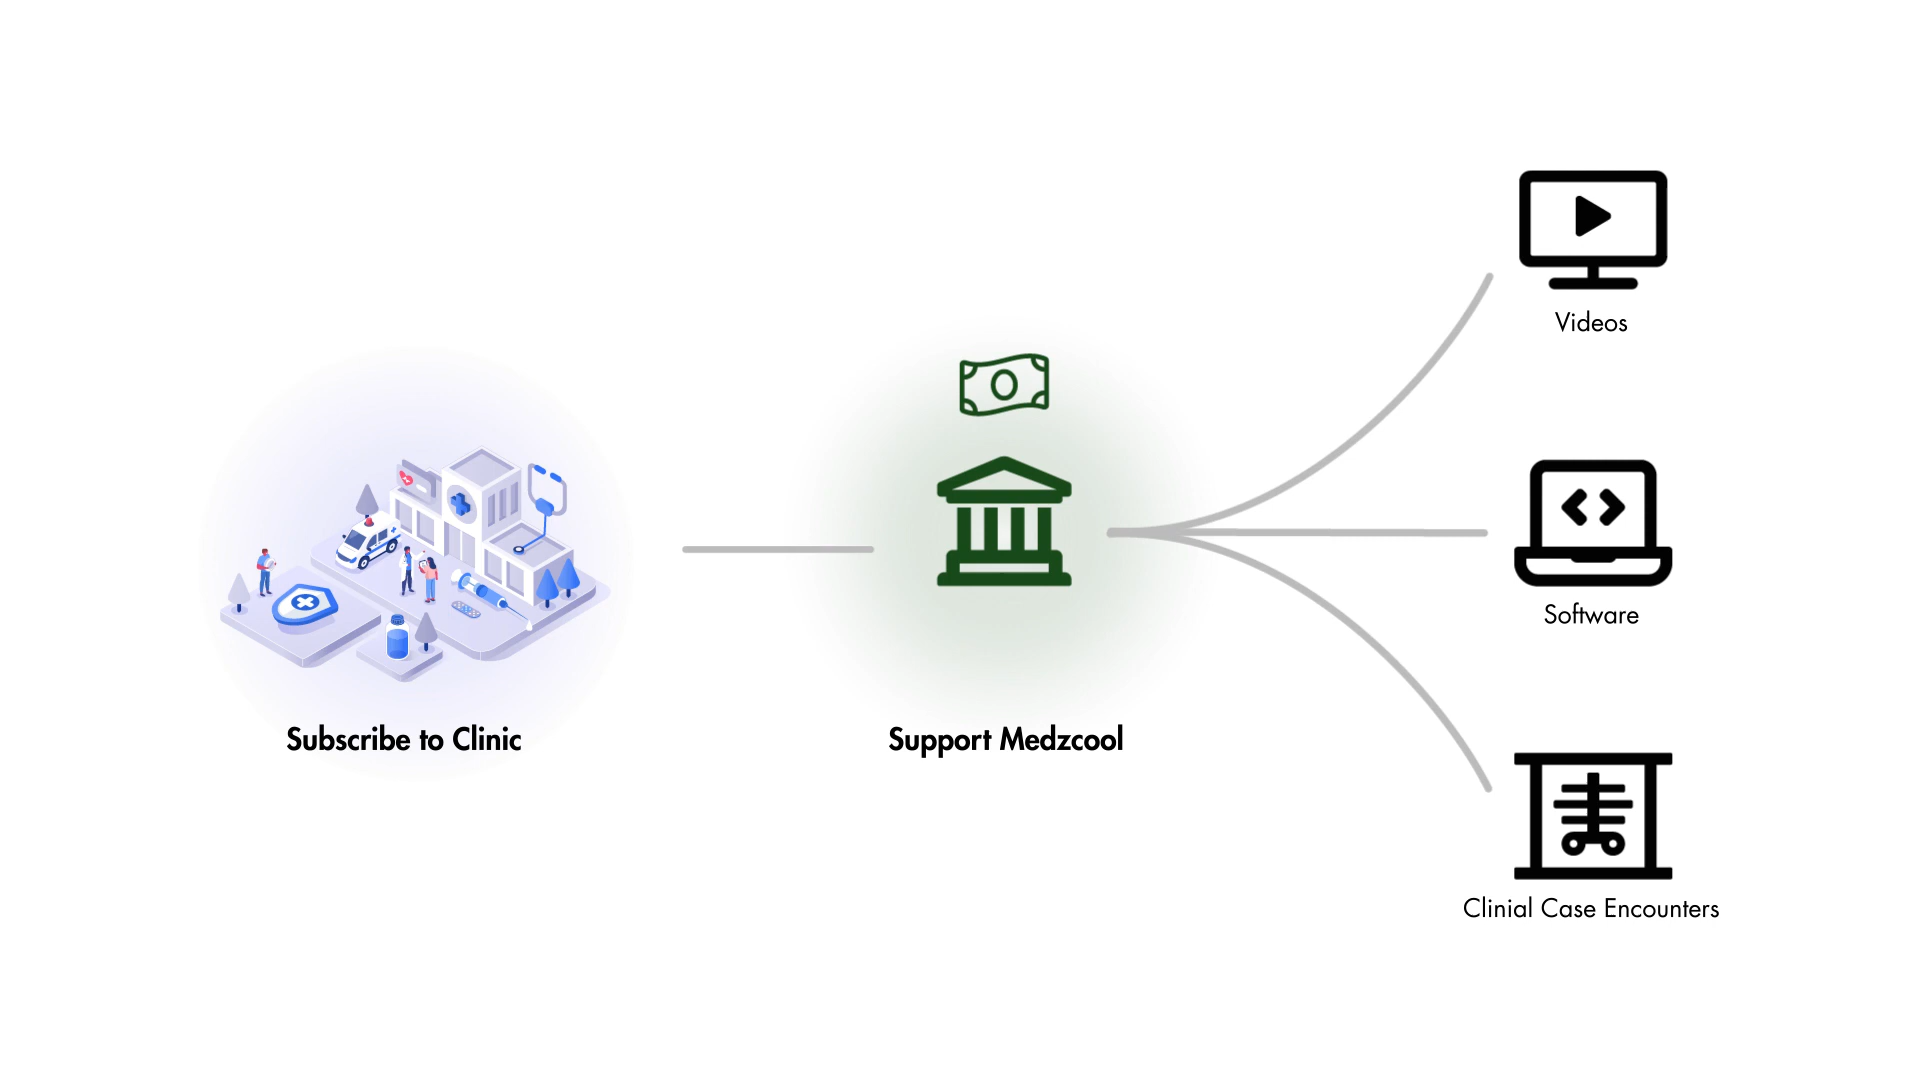 Videos
Software
Subscribe to Clinic
Support Medzcool
Clinial Case Encounters